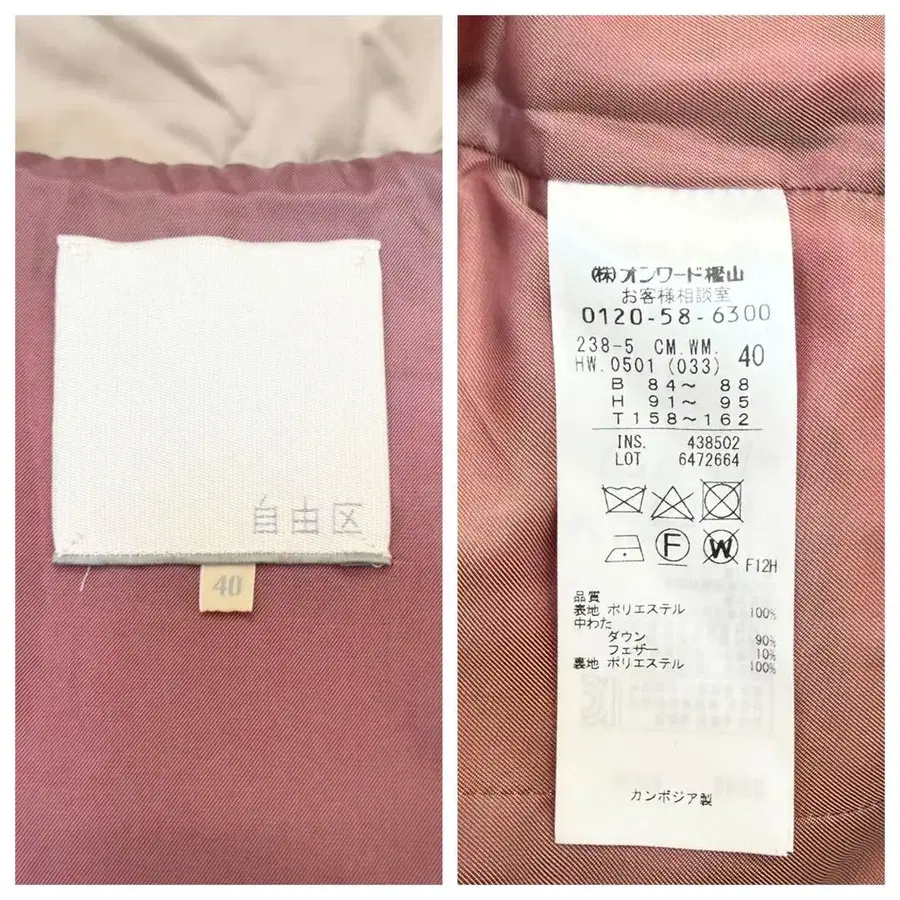 自由区
40
(株)オンワード樫山
お客様相談室
0120-58-6300
238-5 CM.WM. 40
HW.0501 (033)
B 84~ 88
H 91~ 95
T158~162
INS. 438502
LOT 6472664
F
W
F12H
品質
表地 ポリエステル 100%
中わた
ダウン 90%
フェザー 10%
裏地 ポリエステル 100%
カンボジア製